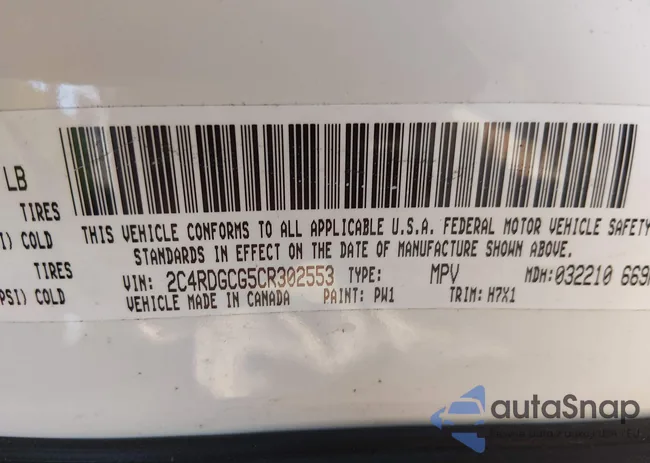 LB
TIRES
I) COLD
TIRES
PSI) COLD
THIS VEHICLE CONFORMS TO ALL APPLICABLE U.S.A. FEDERAL MOTOR VEHICLE SAFETY
STANDARDS IN EFFECT ON THE DATE OF MANUFACTURE SHOWN ABOVE.
VIN: 2C4RDGCG5CR302553 TYPE: MPV MDH: 032210 669
VEHICLE MADE IN CANADA PAINT: PW1 TRIM: H7X1
autoSnap